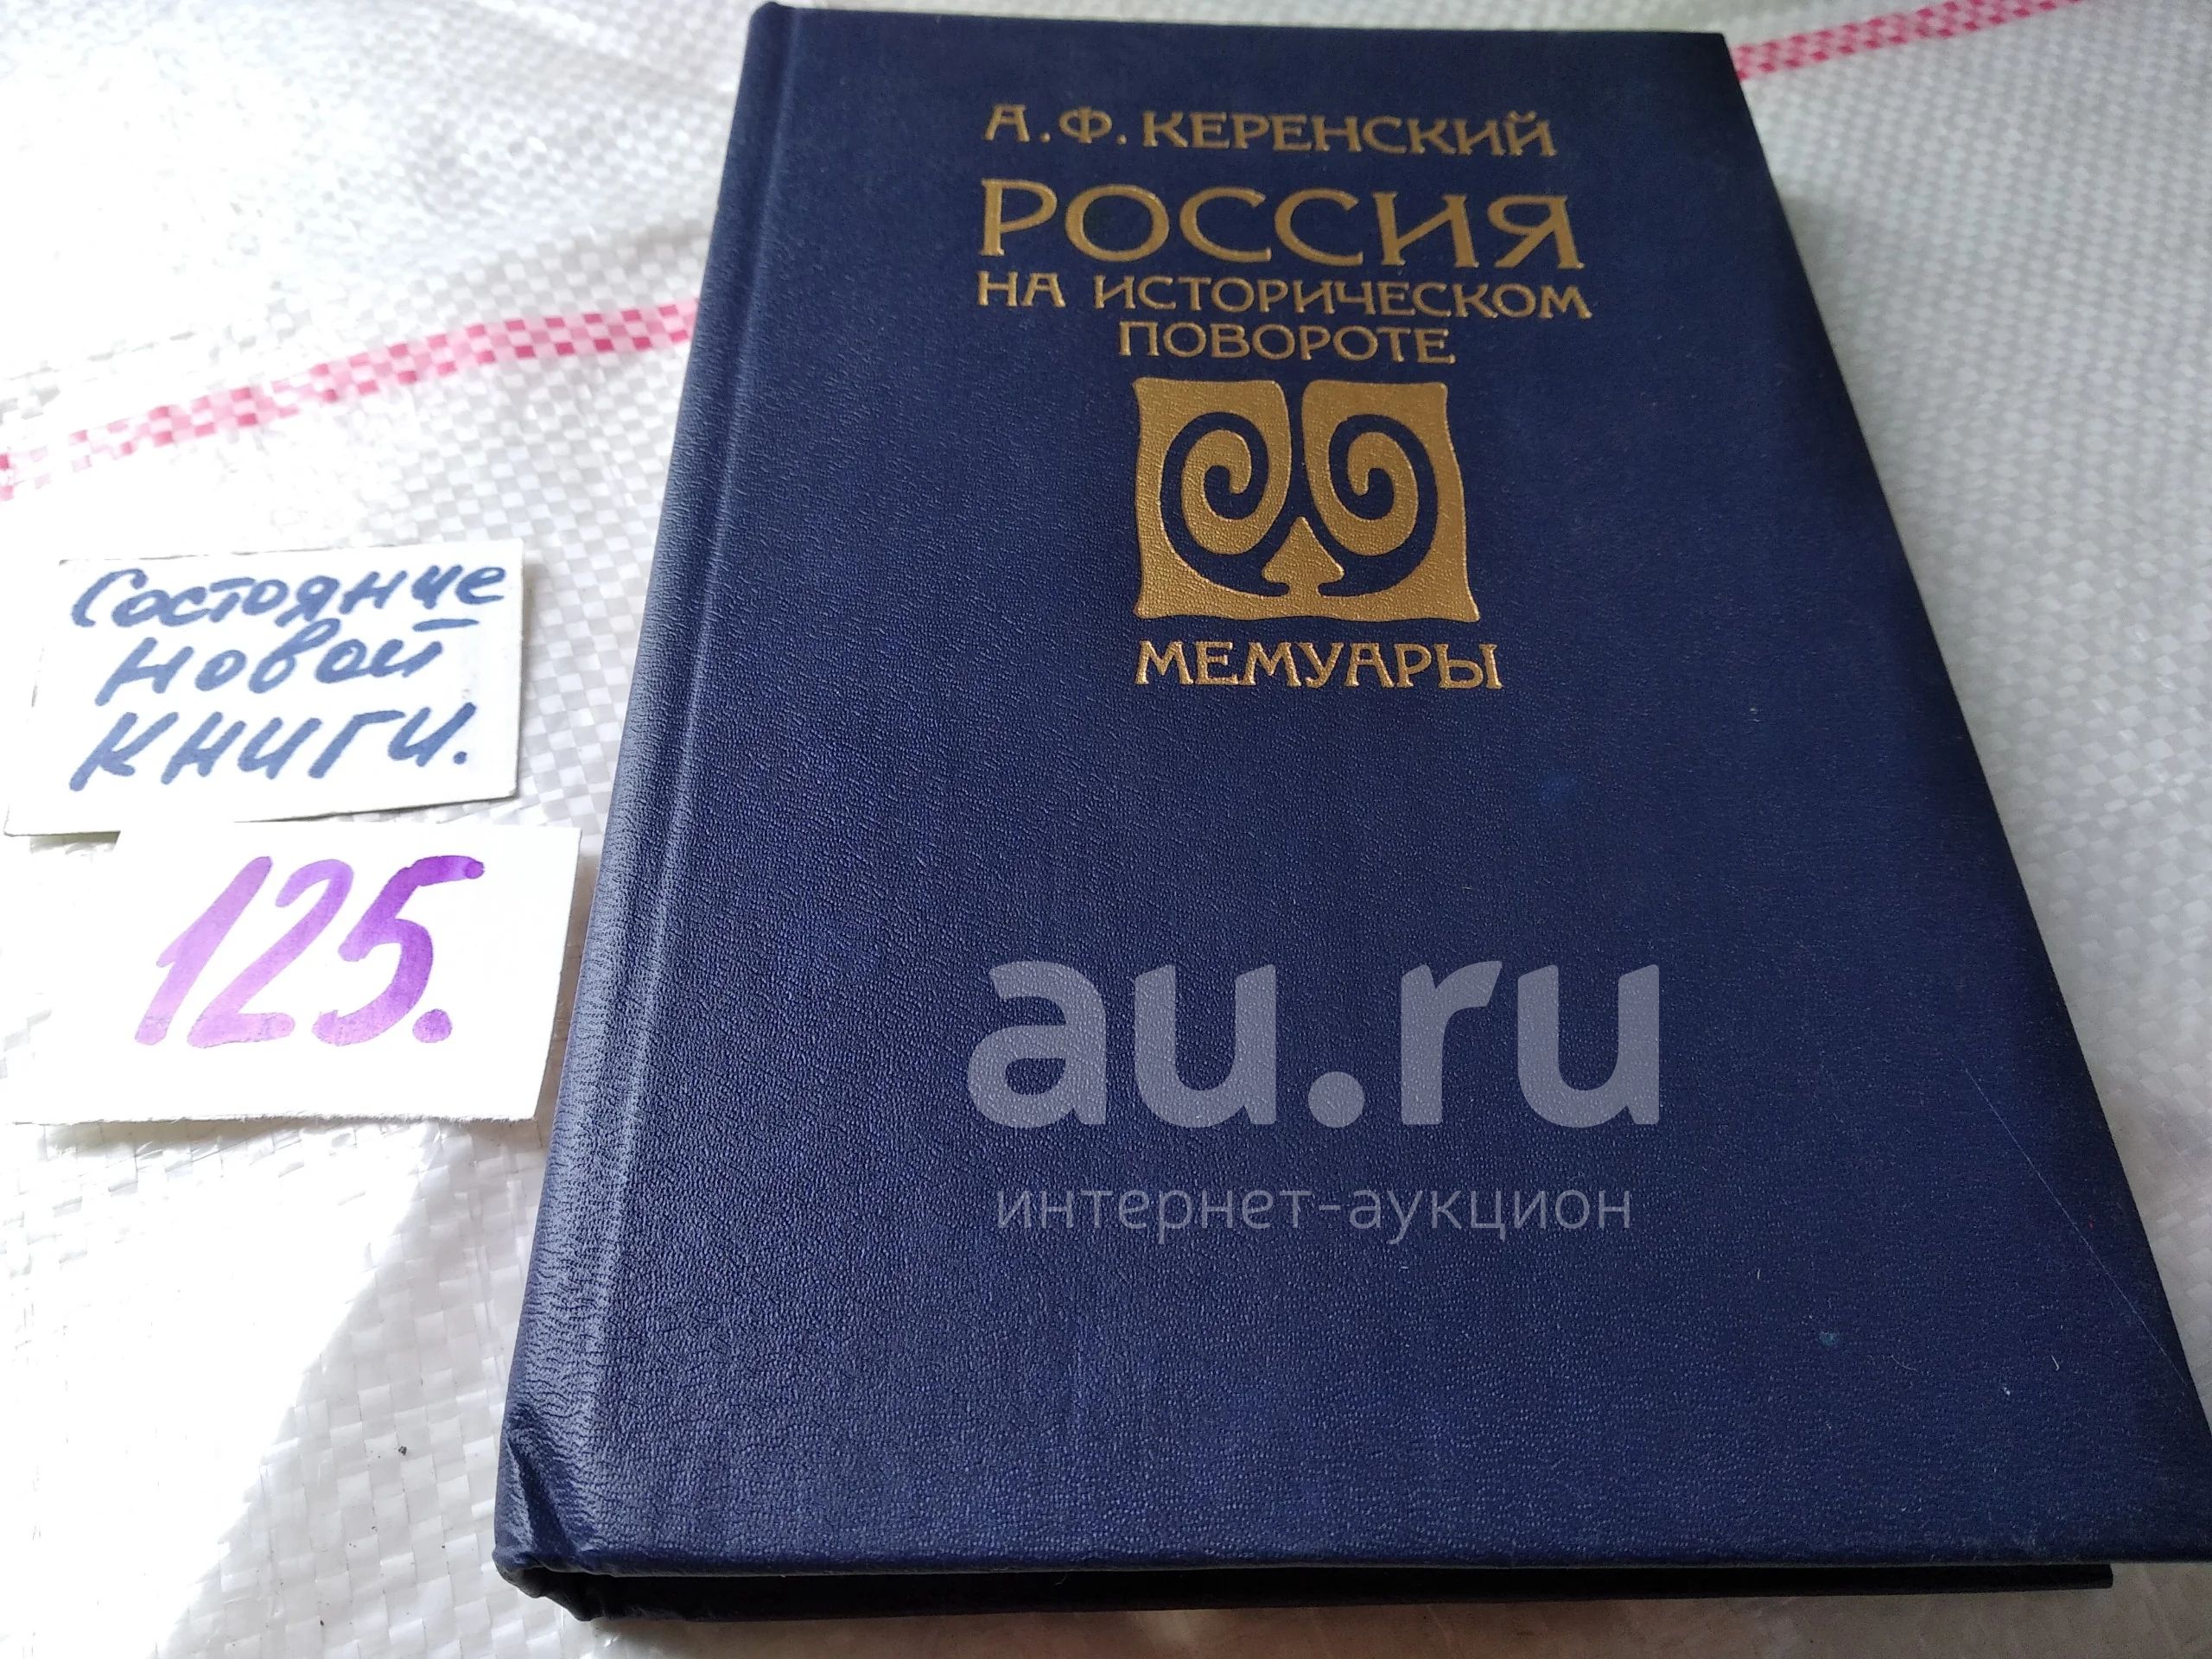 А.Ф.КЕРЕНСКИЙ
РОССИЯ
НА ИСТОРИЧЕСКОМ
ПОВОРОТЕ
МЕМУАРЫ
Состояние
новой
книги.
125.
au.ru
интернет-аукцион